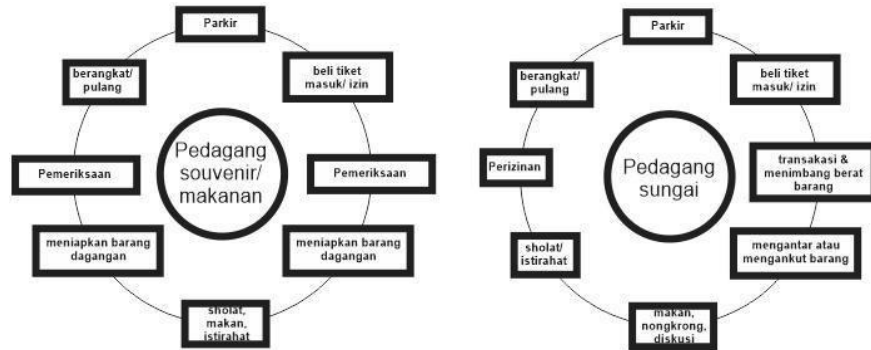 Parkir
beli tiket
masuk/ izin
Pemeriksaan
meniapkan barang
dagangan
sholat,
makan,
istirahat
meniapkan barang
dagangan
Pemeriksaan
berangkat/
pulang
Pedagang
souvenir/
makanan
Parkir
beli tiket
masuk/ izin
transakasi &
menimbang berat
barang
mengantar atau
mengankut barang
makan,
nongkrong,
diskusi
sholat/
istirahat
Perizinan
berangkat/
pulang
Pedagang
sungai